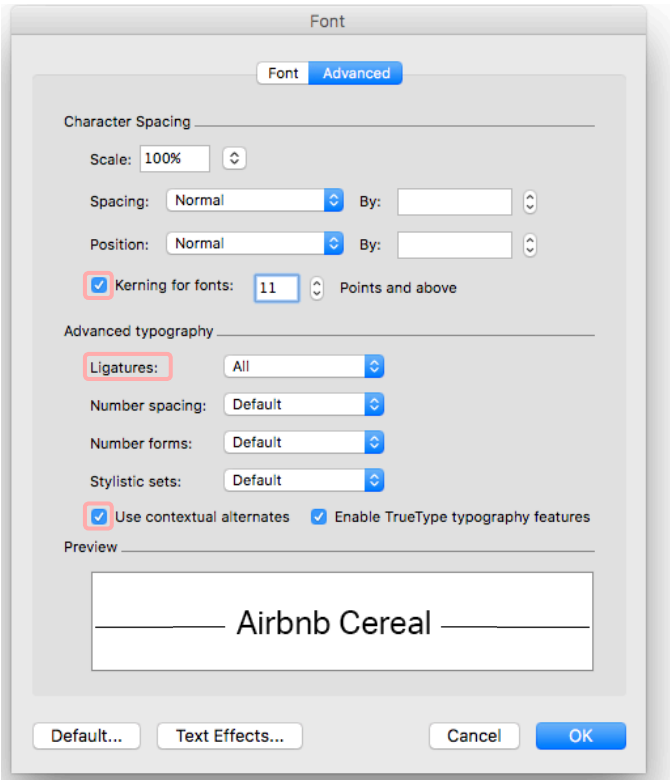 Font
Font Advanced
Character Spacing
Scale: 100%
Spacing: Normal By:
Position: Normal By:
Kerning for fonts: 11 Points and above
Advanced typography
Ligatures: All
Number spacing: Default
Number forms: Default
Stylistic sets: Default
Use contextual alternates Enable TrueType typography features
Preview
Airbnb Cereal
Default... Text Effects... Cancel OK